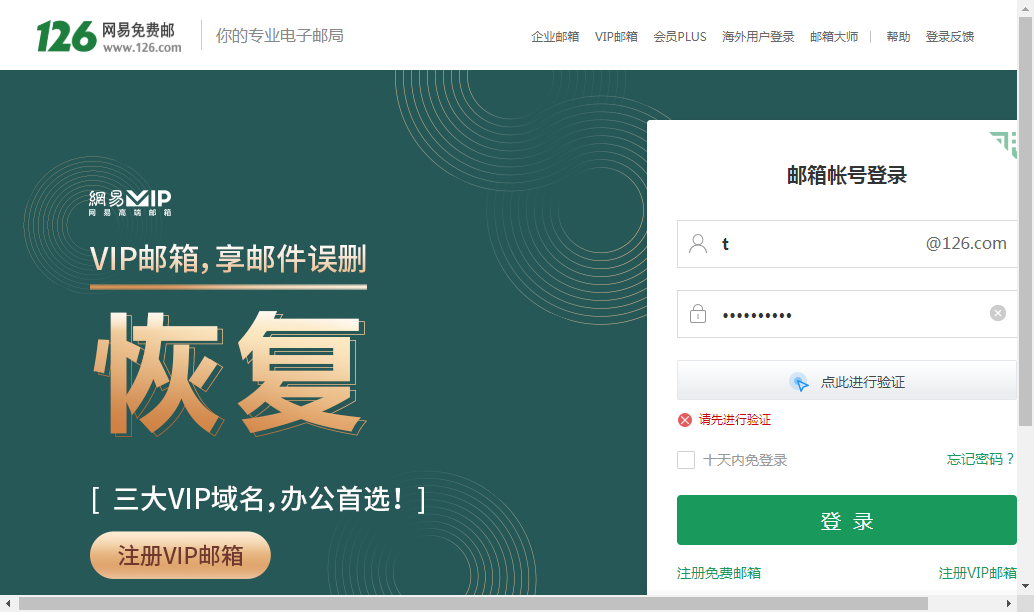 126 网易免费邮
www.126.com
你的专业电子邮局
企业邮箱 VIP邮箱 会员PLUS 海外用户登录 邮箱大师 | 帮助 登录反馈
網易VIP
网易高端邮箱
VIP邮箱，享邮件误删
恢复
[ 三大VIP域名，办公首选！]
注册VIP邮箱
邮箱帐号登录
t @126.com
••••••••••
点此进行验证
请先进行验证
十天内免登录 忘记密码？
登 录
注册免费邮箱 注册VIP邮箱